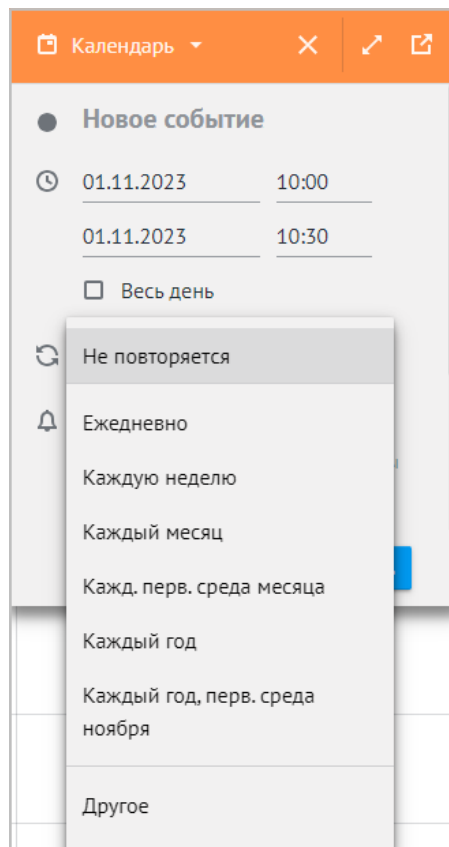 Календарь
Новое событие
01.11.2023 10:00
01.11.2023 10:30
Весь день
Не повторяется
Ежедневно
Каждую неделю
Каждый месяц
Кажд. перв. среда месяца
Каждый год
Каждый год, перв. среда
ноября
Другое